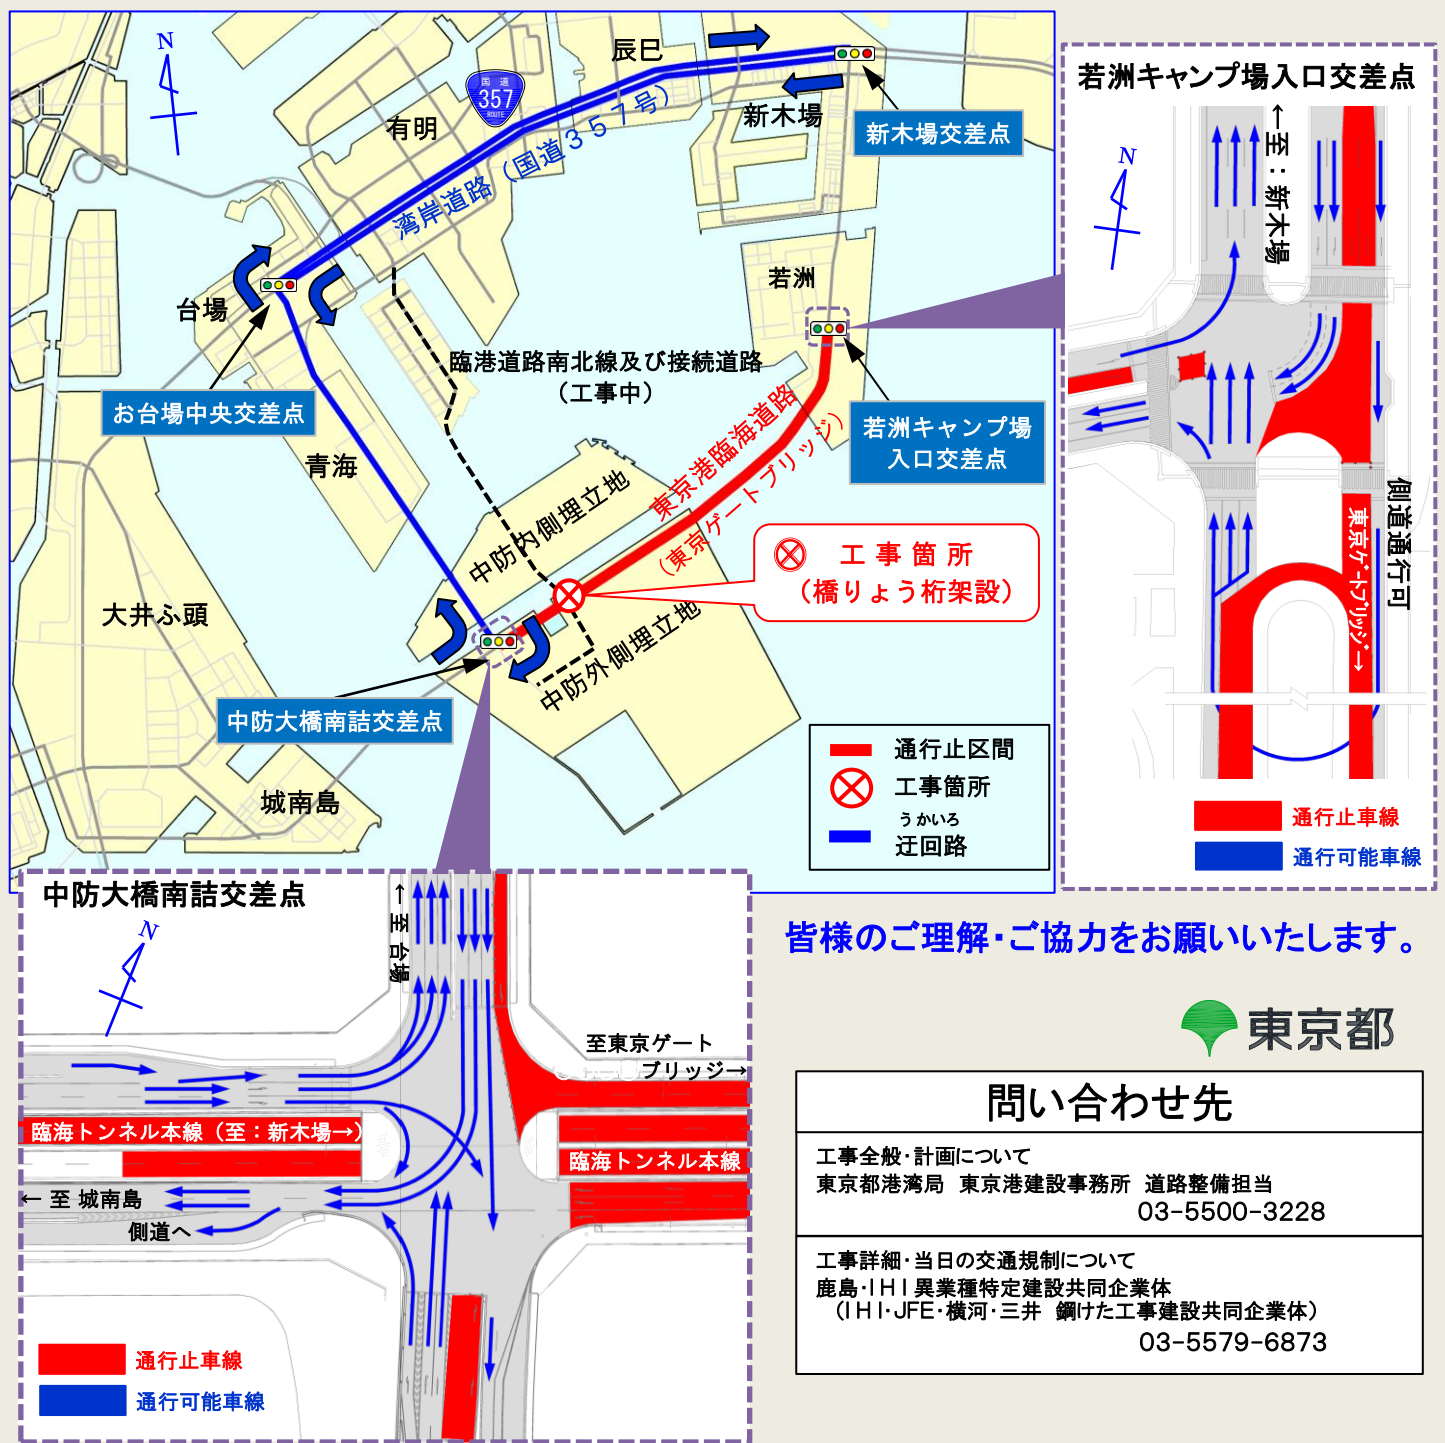 N
国道
357
ROUTE
辰巳
有明
新木場
新木場交差点
湾岸道路（国道３５７号）
台場
若洲
臨港道路南北線及び接続道路
（工事中）
お台場中央交差点
若洲キャンプ場
入口交差点
青海
東京港臨海道路
（東京ゲートブリッジ）
中防内側埋立地
工事箇所
（橋りょう桁架設）
大井ふ頭
中防外側埋立地
中防大橋南詰交差点
城南島
通行止区間
工事箇所
うかいろ
迂回路
若洲キャンプ場入口交差点
N
←至：新木場
側道通行可
東京ｹﾞｰﾄﾌﾞﾘｯｼﾞ→
通行止車線
通行可能車線
中防大橋南詰交差点
N
←至 台場
至東京ゲート
ブリッジ→
臨海トンネル本線（至：新木場→）
臨海トンネル本線
← 至 城南島
側道へ
通行止車線
通行可能車線
皆様のご理解･ご協力をお願いいたします。
東京都
問い合わせ先
工事全般･計画について
東京都港湾局 東京港建設事務所 道路整備担当
03-5500-3228
工事詳細･当日の交通規制について
鹿島･ＩＨＩ異業種特定建設共同企業体
（ＩＨＩ･JFE･横河･三井 鋼けた工事建設共同企業体）
03-5579-6873